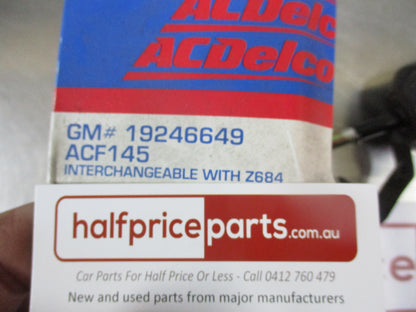 ACDelco
ACDelco
GM# 19246649
ACF145
INTERCHANGEABLE WITH Z684
halfpriceparts.com.au
Car Parts For Half Price Or Less - Call 0412 760 479
New and used parts from major manufacturers